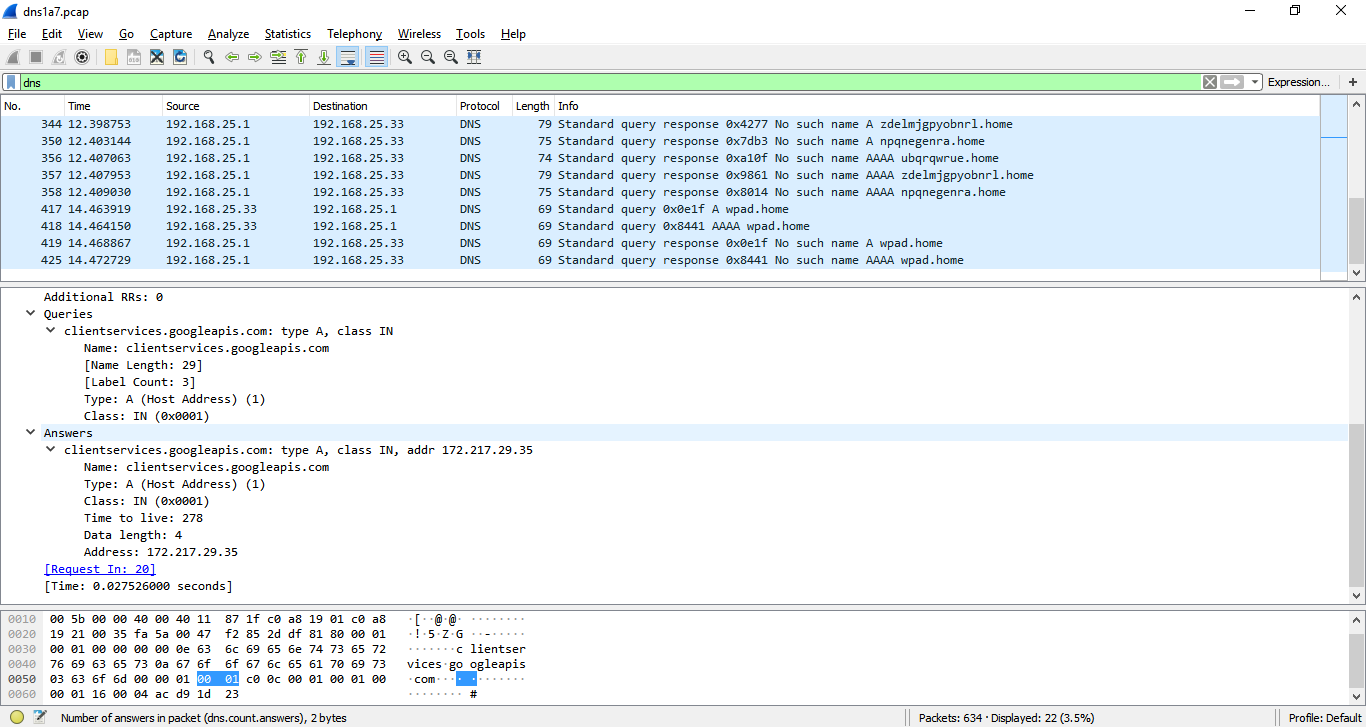 dns1a7.pcap
File Edit View Go Capture Analyze Statistics Telephony Wireless Tools Help
dns Expression... +
No. Time Source Destination Protocol Length Info
344 12.398753 192.168.25.1 192.168.25.33 DNS 79 Standard query response 0x4277 No such name A zdelmjgpyobnrl.home
350 12.403144 192.168.25.1 192.168.25.33 DNS 75 Standard query response 0x7db3 No such name A npqnegenra.home
356 12.407063 192.168.25.1 192.168.25.33 DNS 74 Standard query response 0xa10f No such name AAAA ubqrqwrue.home
357 12.407953 192.168.25.1 192.168.25.33 DNS 79 Standard query response 0x9861 No such name AAAA zdelmjgpyobnrl.home
358 12.409030 192.168.25.1 192.168.25.33 DNS 75 Standard query response 0x8014 No such name AAAA npqnegenra.home
417 14.463919 192.168.25.33 192.168.25.1 DNS 69 Standard query 0x0e1f A wpad.home
418 14.464150 192.168.25.33 192.168.25.1 DNS 69 Standard query 0x8441 AAAA wpad.home
419 14.468867 192.168.25.1 192.168.25.33 DNS 69 Standard query response 0x0e1f No such name A wpad.home
425 14.472729 192.168.25.1 192.168.25.33 DNS 69 Standard query response 0x8441 No such name AAAA wpad.home
Additional RRs: 0
Queries
clientservices.googleapis.com: type A, class IN
Name: clientservices.googleapis.com
[Name Length: 29]
[Label Count: 3]
Type: A (Host Address) (1)
Class: IN (0x0001)
Answers
clientservices.googleapis.com: type A, class IN, addr 172.217.29.35
Name: clientservices.googleapis.com
Type: A (Host Address) (1)
Class: IN (0x0001)
Time to live: 278
Data length: 4
Address: 172.217.29.35
[Request In: 20]
[Time: 0.027526000 seconds]
0010 00 5b 00 00 40 00 40 11 87 1f c0 a8 19 01 c0 a8 ·[··@·@· ········
0020 19 21 00 35 fa 5a 00 47 f2 85 2d df 81 80 00 01 ·!·5·Z·G ··-·····
0030 00 01 00 00 00 00 0e 63 6c 69 65 6e 74 73 65 72 ·······c lientser
0040 76 69 63 65 73 0a 67 6f 6f 67 6c 65 61 70 69 73 vices·go ogleapis
0050 03 63 6f 6d 00 00 01 00 01 c0 0c 00 01 00 01 00 00 ·com···· ········
0060 00 01 16 00 04 ac d9 1d 23 ········ #
Number of answers in packet (dns.count.answers), 2 bytes Packets: 634 · Displayed: 22 (3.5%) Profile: Default